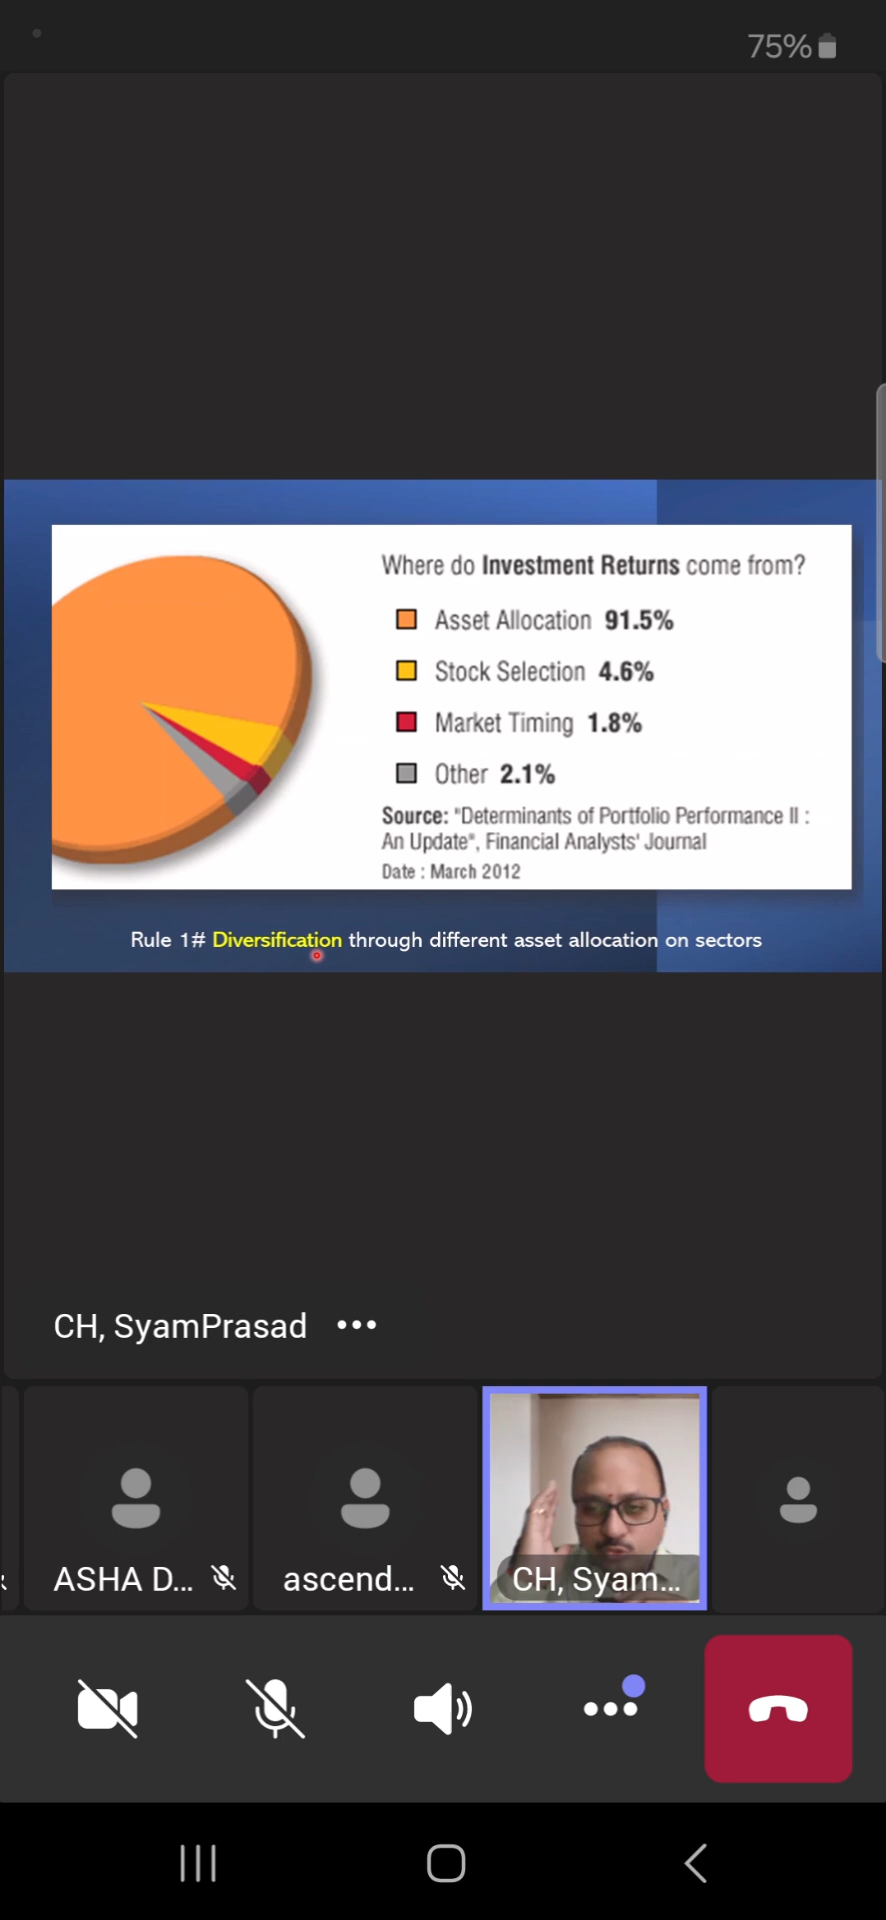 75%
Where do Investment Returns come from?
Asset Allocation 91.5%
Stock Selection 4.6%
Market Timing 1.8%
Other 2.1%
Source: "Determinants of Portfolio Performance II :
An Update", Financial Analysts' Journal
Date : March 2012
Rule 1# Diversification through different asset allocation on sectors
CH, SyamPrasad
ASHA D...
ascend...
CH, Syam...